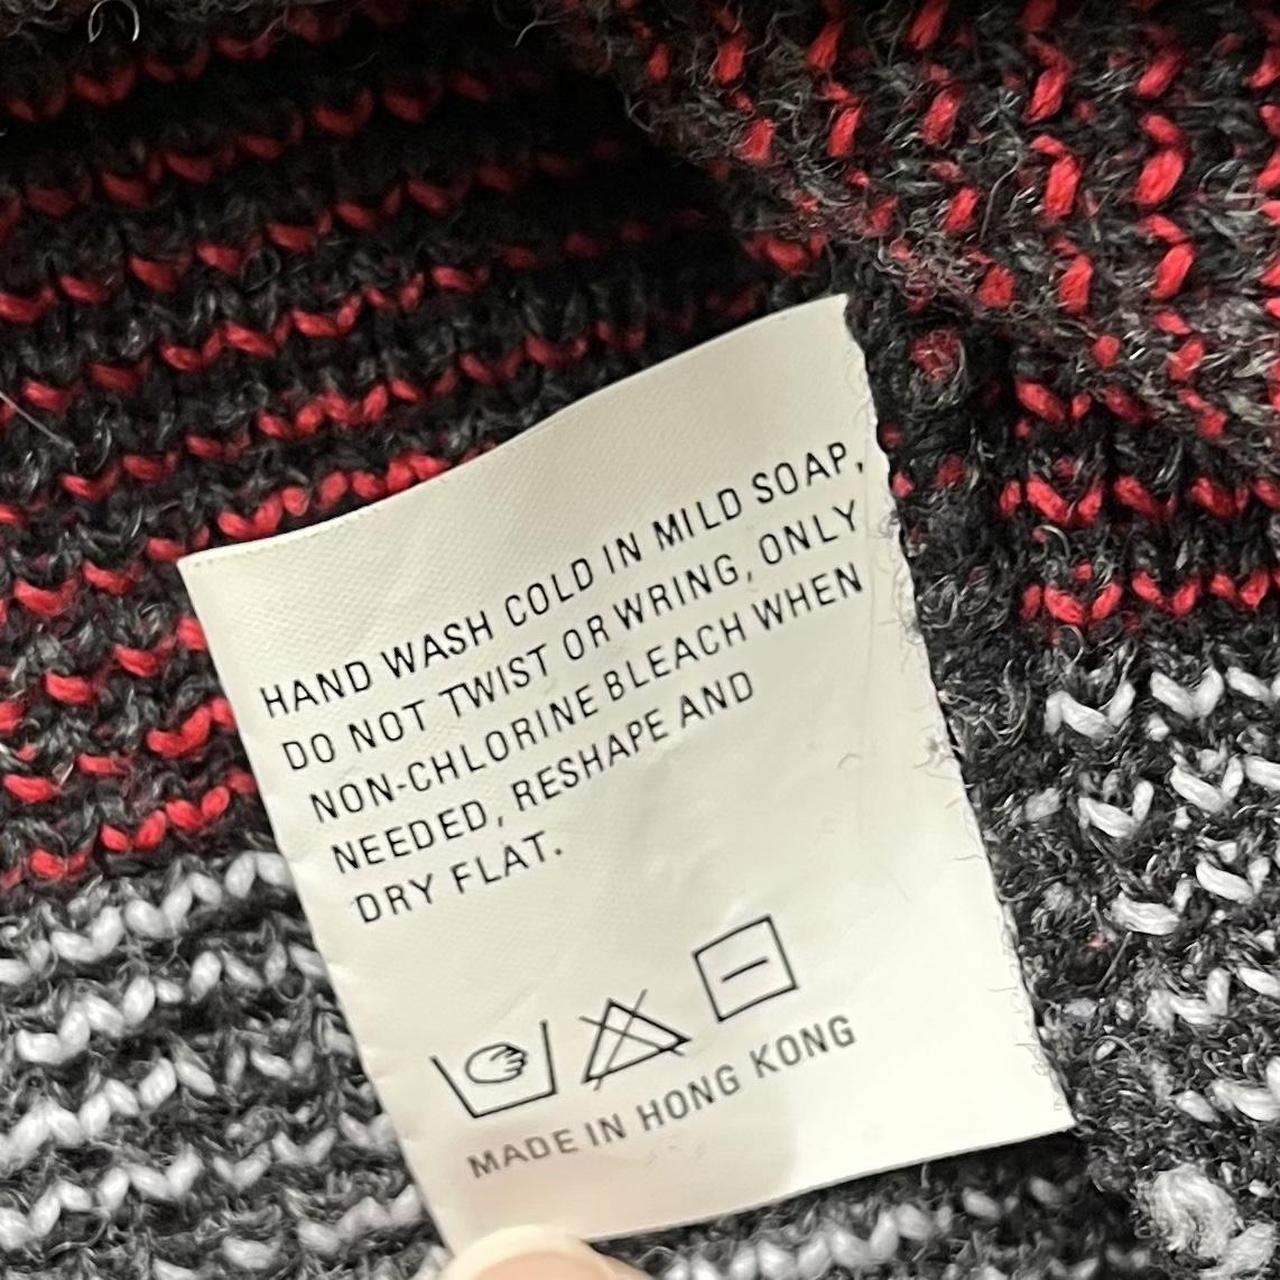 HAND WASH COLD IN MILD SOAP,
DO NOT TWIST OR WRING, ONLY
NON-CHLORINE BLEACH WHEN
NEEDED, RESHAPE AND
DRY FLAT.
MADE IN HONG KONG